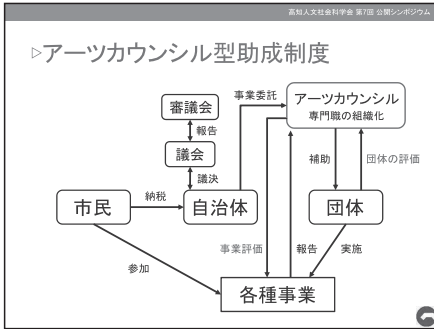 高知人文社会科学会 第7回 公開シンポジウム
▷アーツカウンシル型助成制度
事業委託
アーツカウンシル
専門職の組織化
審議会
報告
議会
議決
補助
団体の評価
市民
納税
自治体
団体
事業評価
報告
実施
参加
各種事業